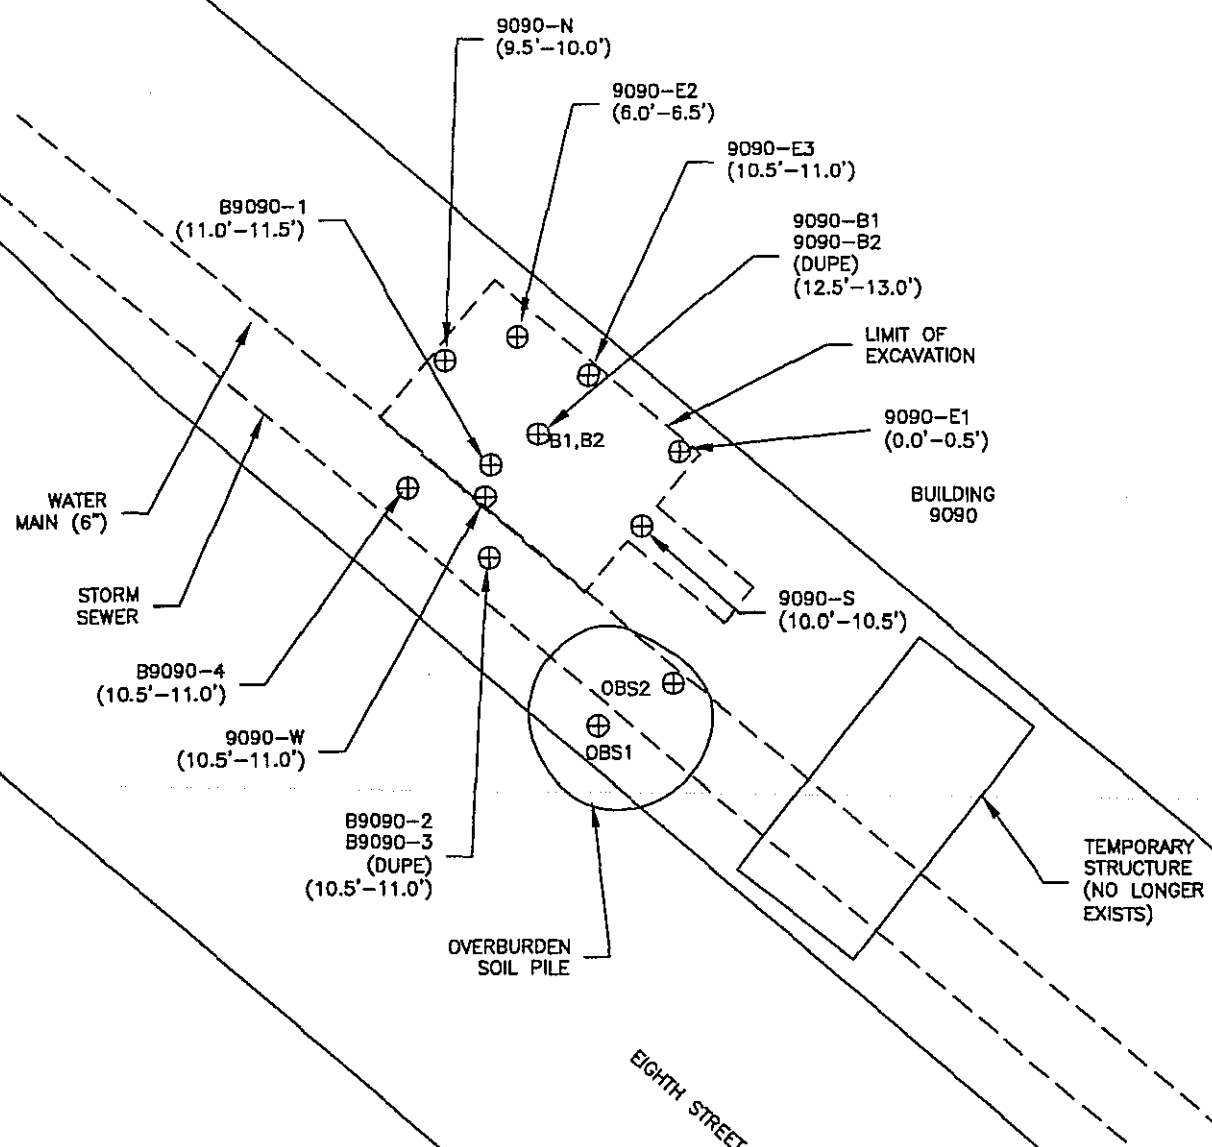 9090-N
(9.5'-10.0')
9090-E2
(6.0'-6.5')
9090-E3
(10.5'-11.0')
B9090-1
(11.0'-11.5')
9090-B1
9090-B2
(DUPE)
(12.5'-13.0')
LIMIT OF
EXCAVATION
9090-E1
(0.0'-0.5')
B1,B2
BUILDING
9090
WATER
MAIN (6")
STORM
SEWER
9090-S
(10.0'-10.5')
B9090-4
(10.5'-11.0')
OBS2
9090-W
(10.5'-11.0')
OBS1
B9090-2
B9090-3
(DUPE)
(10.5'-11.0')
TEMPORARY
STRUCTURE
(NO LONGER
EXISTS)
OVERBURDEN
SOIL PILE
EIGHTH STREET